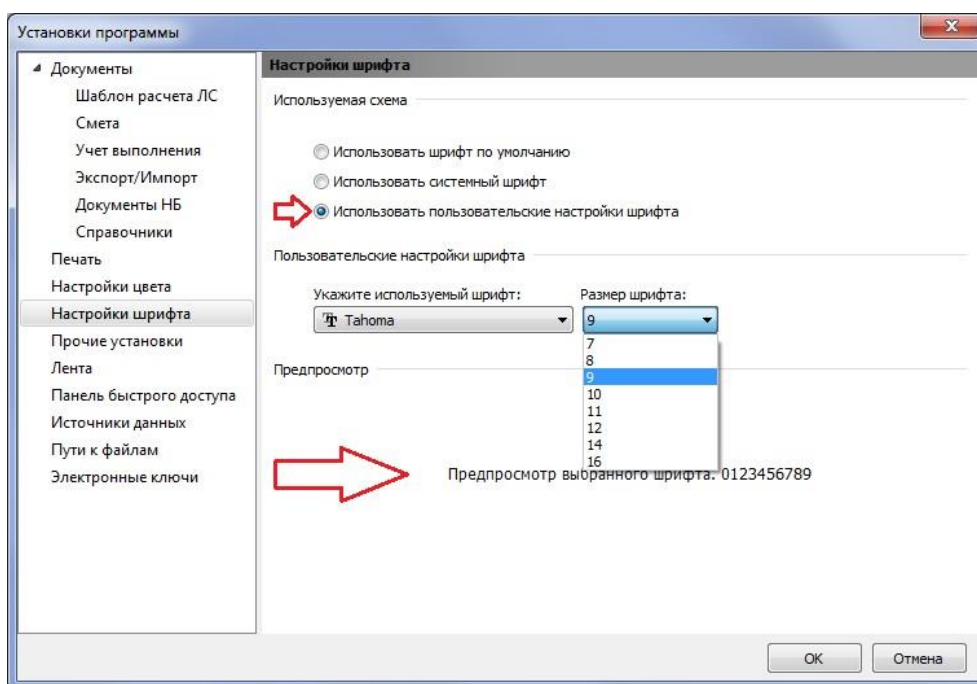 Установки программы
Документы
Шаблон расчета ЛС
Смета
Учет выполнения
Экспорт/Импорт
Документы НБ
Справочники
Печать
Настройки цвета
Настройки шрифта
Прочие установки
Лента
Панель быстрого доступа
Источники данных
Пути к файлам
Электронные ключи
Настройки шрифта
Используемая схема
Использовать шрифт по умолчанию
Использовать системный шрифт
Использовать пользовательские настройки шрифта
Пользовательские настройки шрифта
Укажите используемый шрифт: Размер шрифта:
Tahoma 9
7
8
9
10
11
12
14
16
Предпросмотр
Предпросмотр выбранного шрифта. 0123456789
OK Отмена